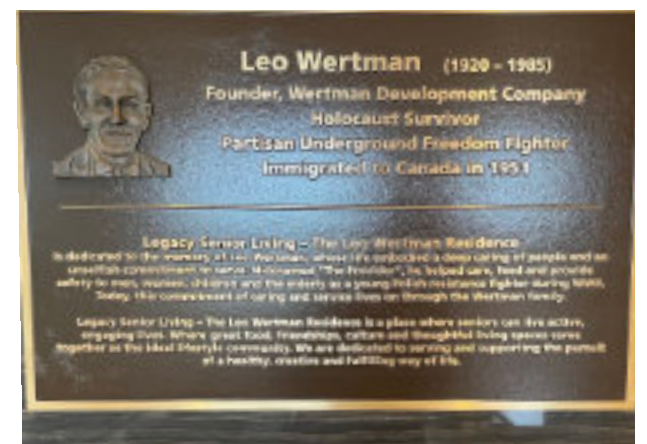 Leo Wertman (1920 – 1985)
Founder, Wertman Development Company
Holocaust Survivor
Partisan Underground Freedom Fighter
Immigrated to Canada in 1951
Legacy Senior Living – The Leo Wertman Residence
is dedicated to the memory of Leo Wertman, whose life embodied a deep caring of people and an
unselfish commitment to serve. Nicknamed "The Provider", he helped save, feed and provide
safety to men, women, children and the elderly as a young Polish resistance fighter during WWII.
Today, this commitment of caring and service lives on through the Wertman family.
Legacy Senior Living – The Leo Wertman Residence is a place where seniors can live active,
engaging lives. Where great food, friendships, culture and thoughtful living spaces come
together as the ideal lifestyle community. We are dedicated to serving and supporting the pursuit
of a healthy, creative and fulfilling way of life.